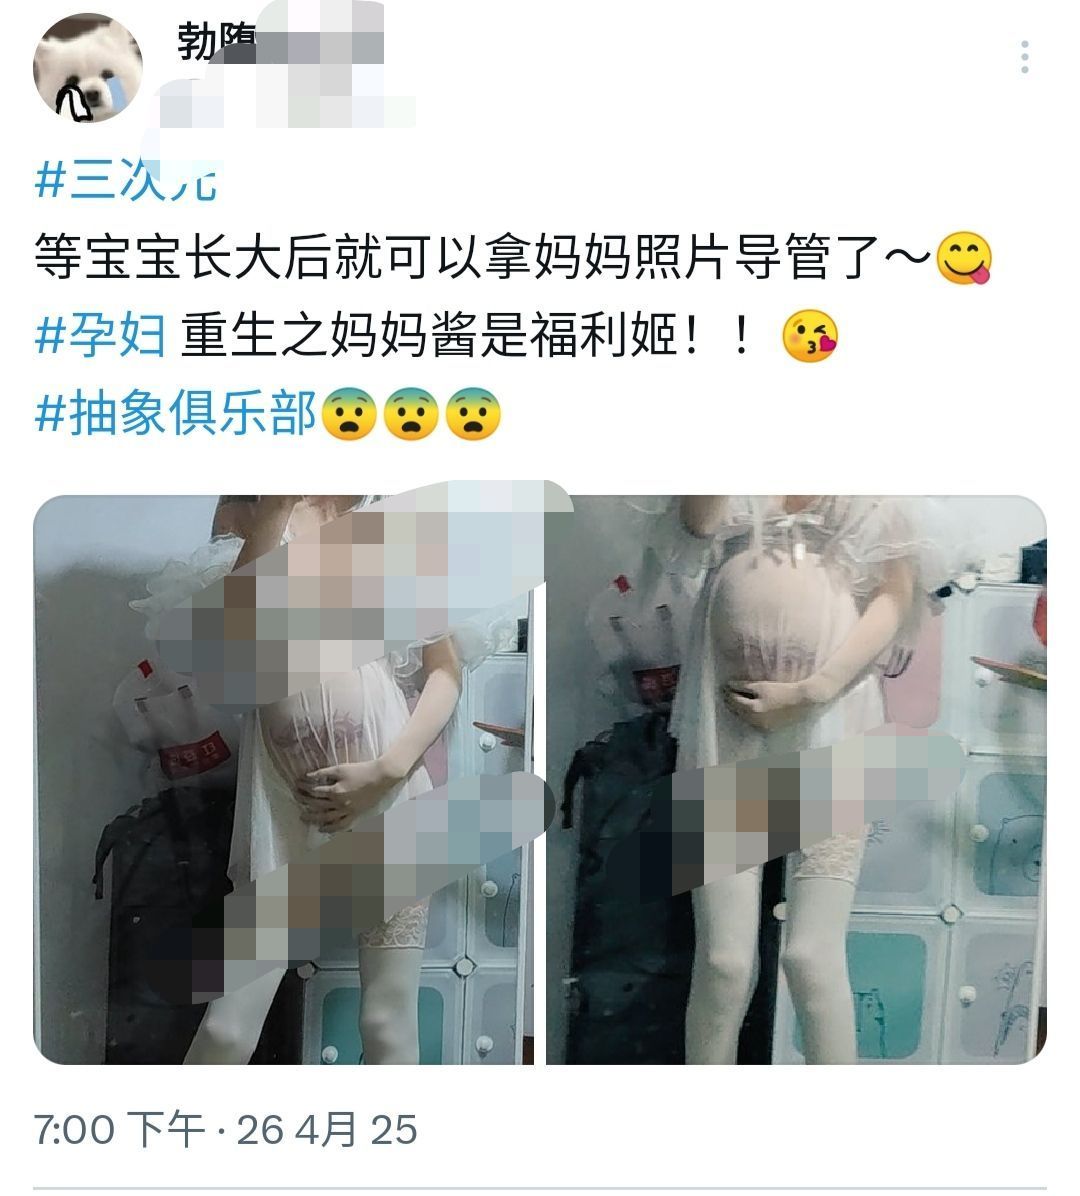 勃堕
#三次元
等宝宝长大后就可以拿妈妈照片导管了～😋
#孕妇 重生之妈妈酱是福利姬！！😘
#抽象俱乐部😨😨😨
7:00 下午 · 26 4月 25